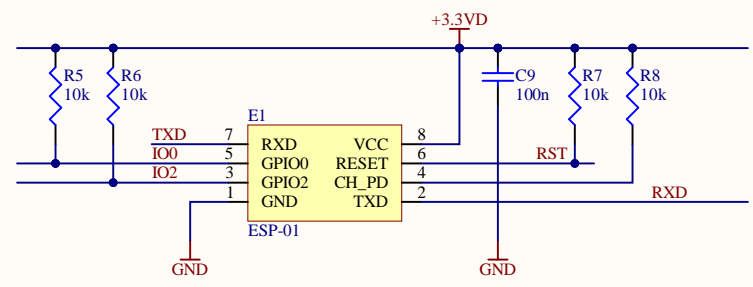 +3.3VD
R5
10k
R6
10k
C9
100n
R7
10k
R8
10k
E1
TXD
7
RXD
VCC
8
IO0
5
GPIO0
RESET
6
RST
IO2
3
GPIO2
CH_PD
4
1
GND
TXD
2
RXD
ESP-01
GND
GND